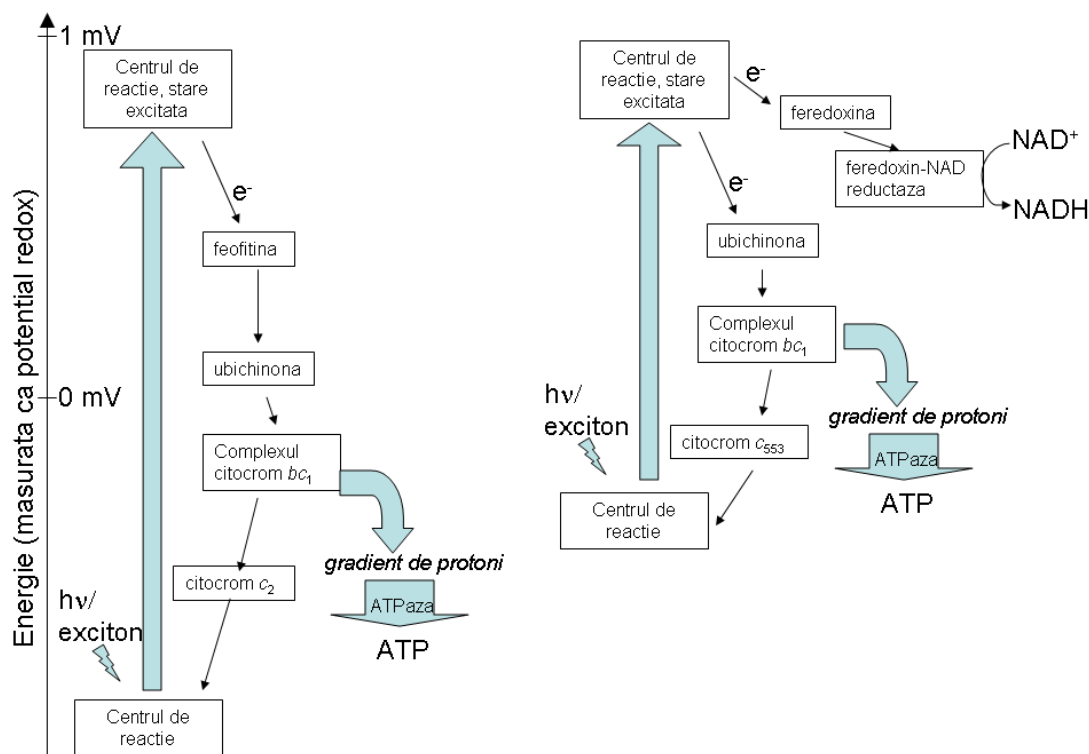 Energie (masurata ca potential redox)
1 mV
0 mV
Centrul de
reactie, stare
excitata
e-
feofitina
ubichinona
Complexul
citocrom bc1
gradient de protoni
ATPaza
ATP
citocrom c2
hν/
exciton
Centrul de
reactie
Centrul de
reactie, stare
excitata
e-
feredoxina
feredoxin-NAD
reductaza
NAD+
NADH
e-
ubichinona
Complexul
citocrom bc1
gradient de protoni
ATPaza
ATP
citocrom c553
hν/
exciton
Centrul de
reactie